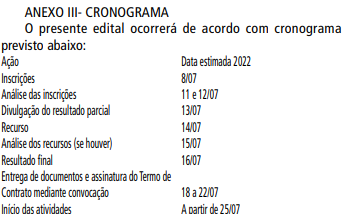 ANEXO III- CRONOGRAMA
O presente edital ocorrerá de acordo com cronograma
previsto abaixo:
Ação Data estimada 2022
Inscrições 8/07
Análise das inscrições 11 e 12/07
Divulgação do resultado parcial 13/07
Recurso 14/07
Análise dos recursos (se houver) 15/07
Resultado final 16/07
Entrega de documentos e assinatura do Termo de
Contrato mediante convocação 18 a 22/07
Início das atividades A partir de 25/07